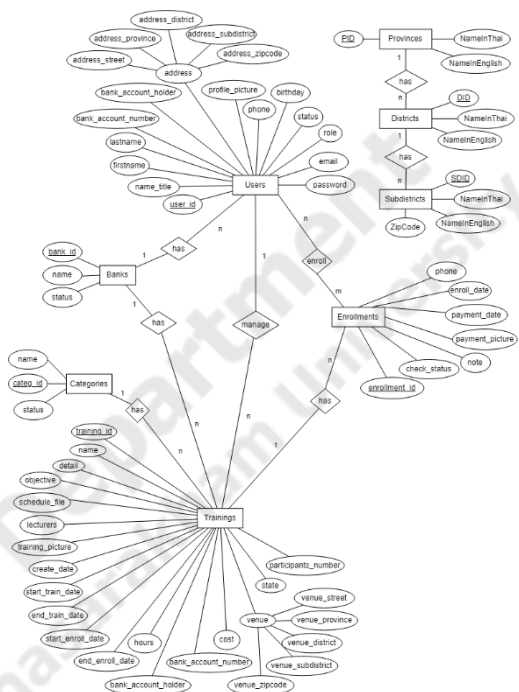 address_district
address_province
address_subdistrict
address_street
address
address_zipcode
bank_account_holder
profile_picture
birthday
phone
bank_account_number
status
lastname
role
firstname
email
name_title
Users
password
user_id
PID
Provinces
NameInThai
NameInEnglish
1
has
n
DID
Districts
NameInThai
NameInEnglish
1
has
n
SDID
Subdistricts
NameInThai
NameInEnglish
ZipCode
n
has
1
1
n
bank_id
name
Banks
status
1
has
manage
enroll
m
phone
enroll_date
Enrollments
payment_date
payment_picture
note
check_status
enrollment_id
n
has
1
name
categ_id
Categories
status
1
has
n
n
n
training_id
name
detail
objective
schedule_file
Trainings
lecturers
training_picture
create_date
start_train_date
end_train_date
start_enroll_date
end_enroll_date
hours
bank_account_holder
bank_account_number
cost
participants_number
state
venue
venue_street
venue_province
venue_district
venue_subdistrict
venue_zipcode
Department
University